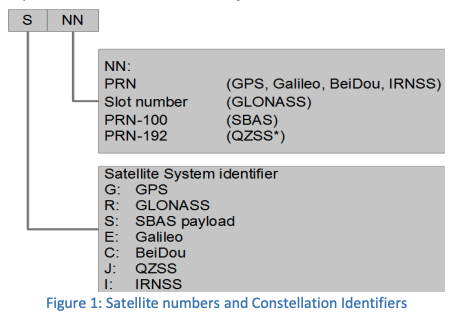 S NN
NN:
PRN (GPS, Galileo, BeiDou, IRNSS)
Slot number (GLONASS)
PRN-100 (SBAS)
PRN-192 (QZSS*)
Satellite System identifier
G: GPS
R: GLONASS
S: SBAS payload
E: Galileo
C: BeiDou
J: QZSS
I: IRNSS
Figure 1: Satellite numbers and Constellation Identifiers